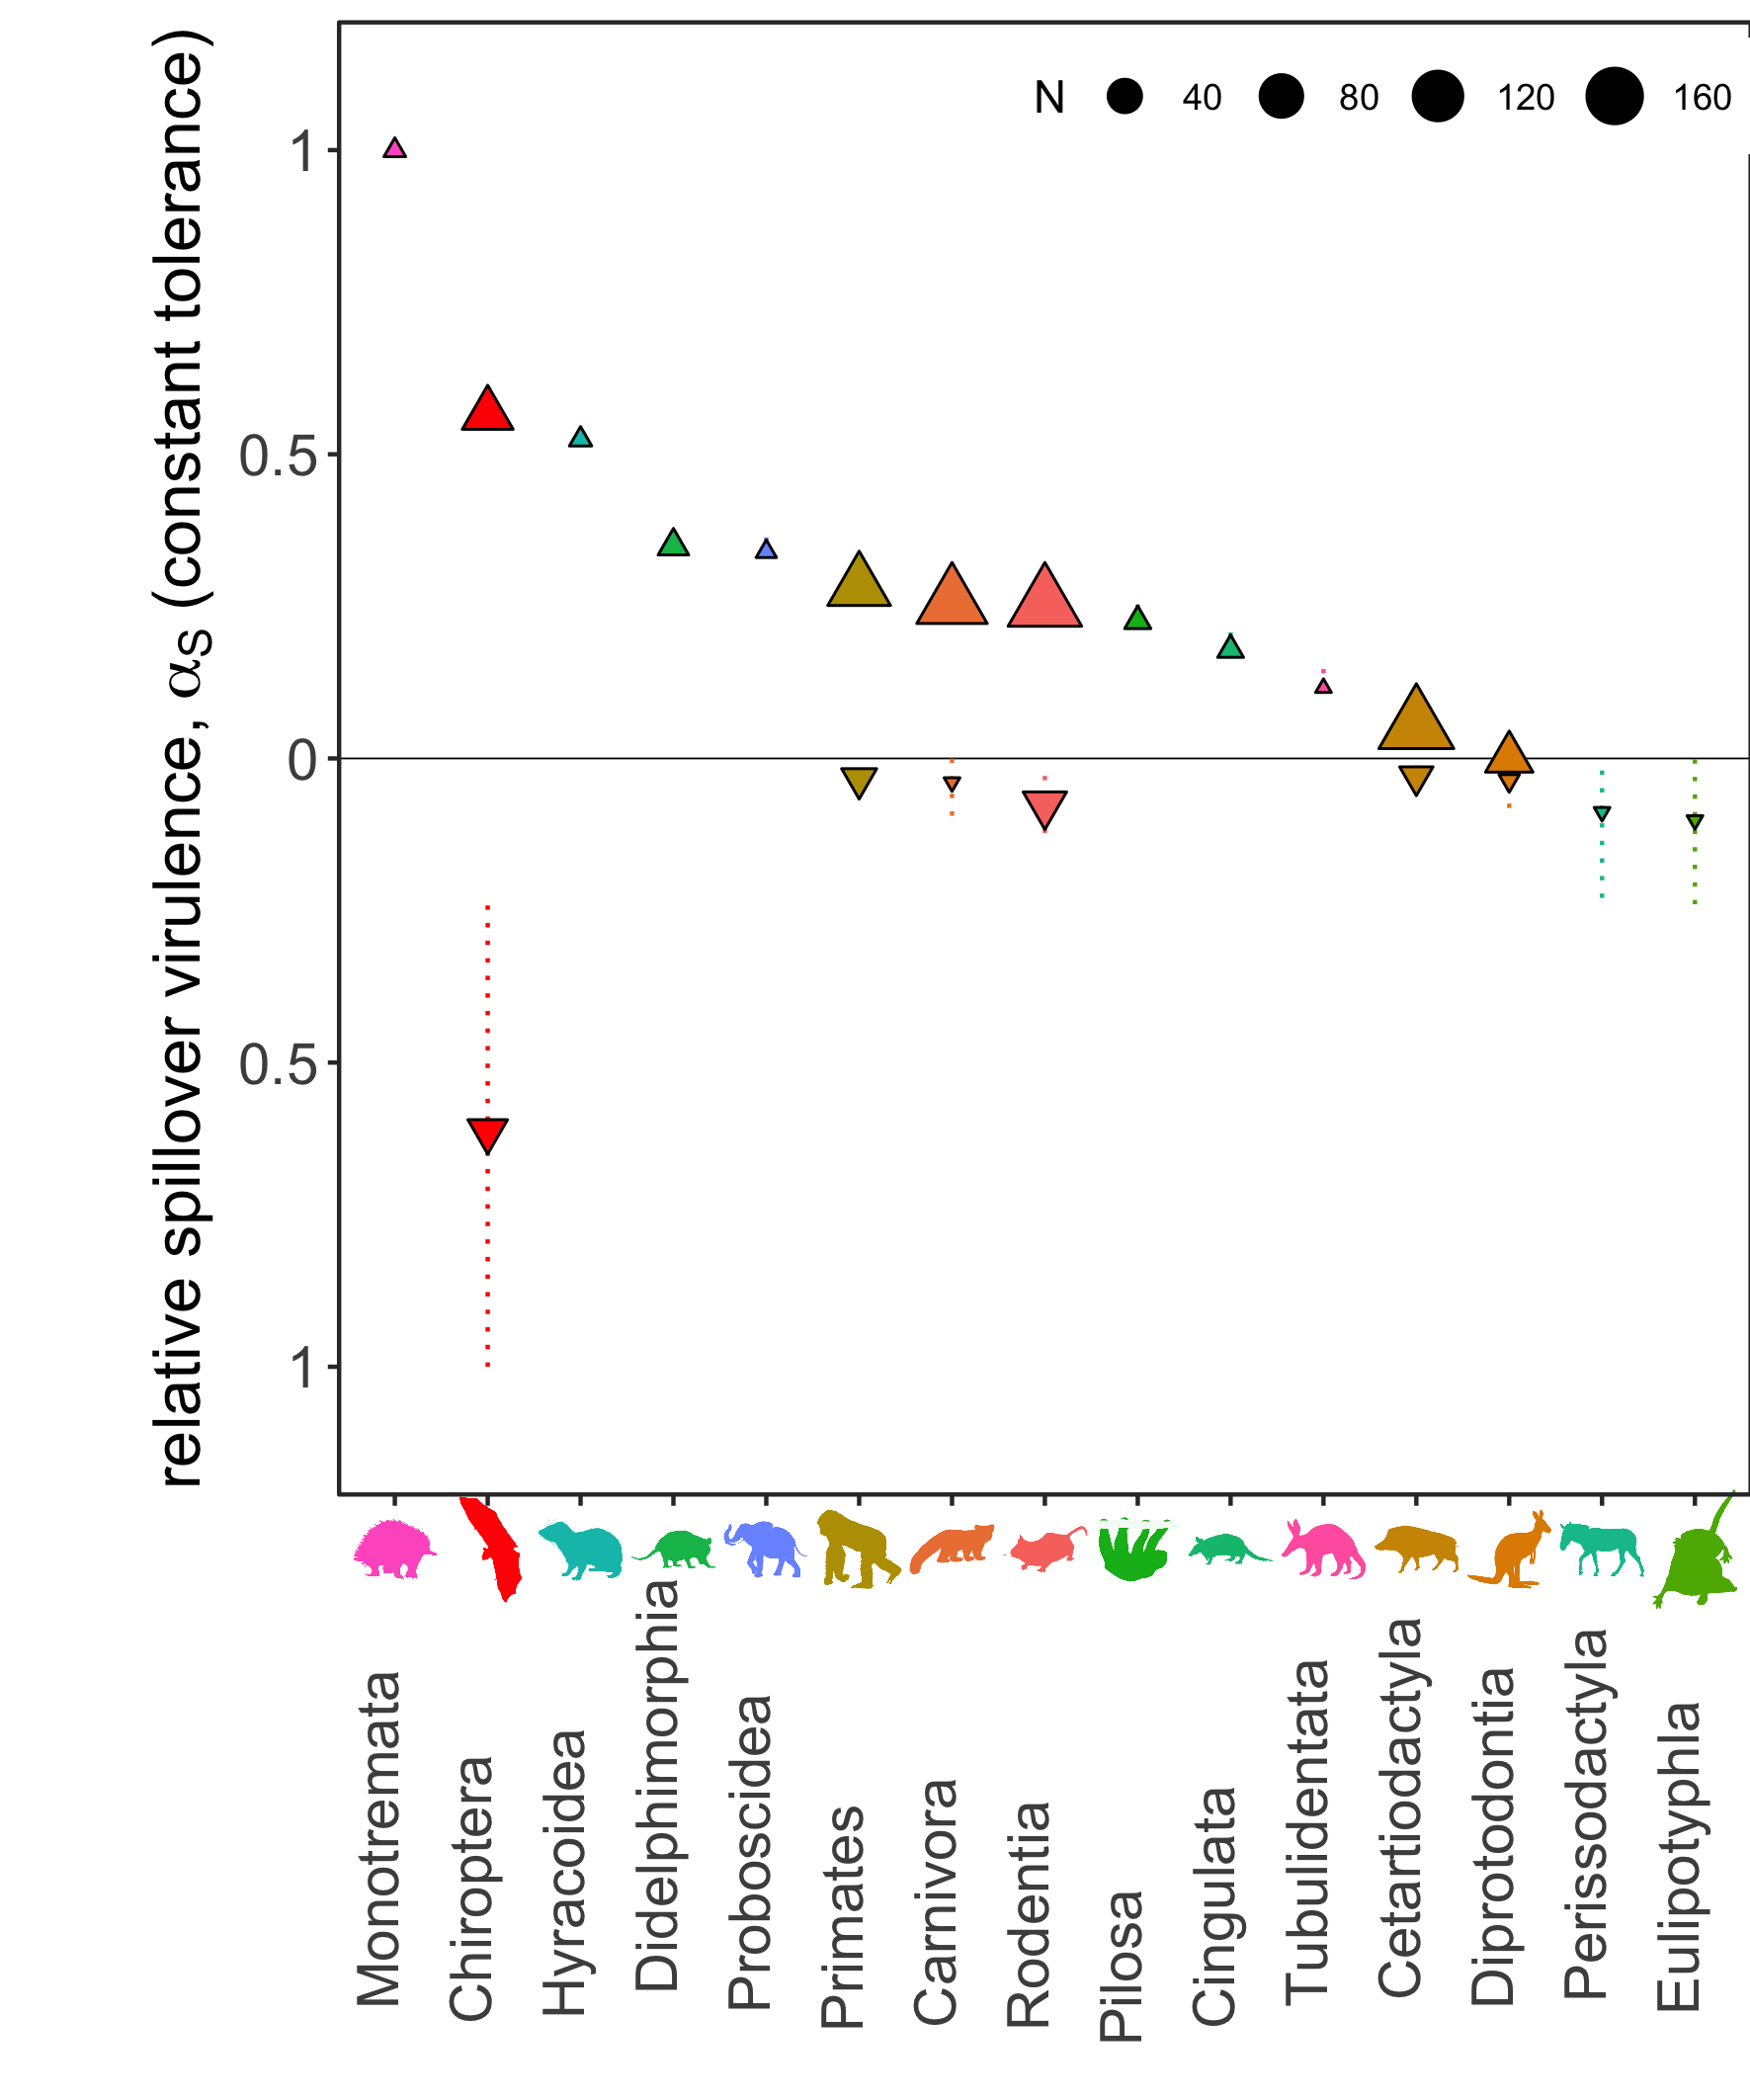 relative spillover virulence, αS (constant tolerance)
N 40 80 120 160
1
0.5
0
0.5
1
Monotremata
Chiroptera
Hyracoidea
Didelphimorphia
Proboscidea
Primates
Carnivora
Rodentia
Pilosa
Cingulata
Tubulidentata
Cetartiodactyla
Diprotodontia
Perissodactyla
Eulipotyphla